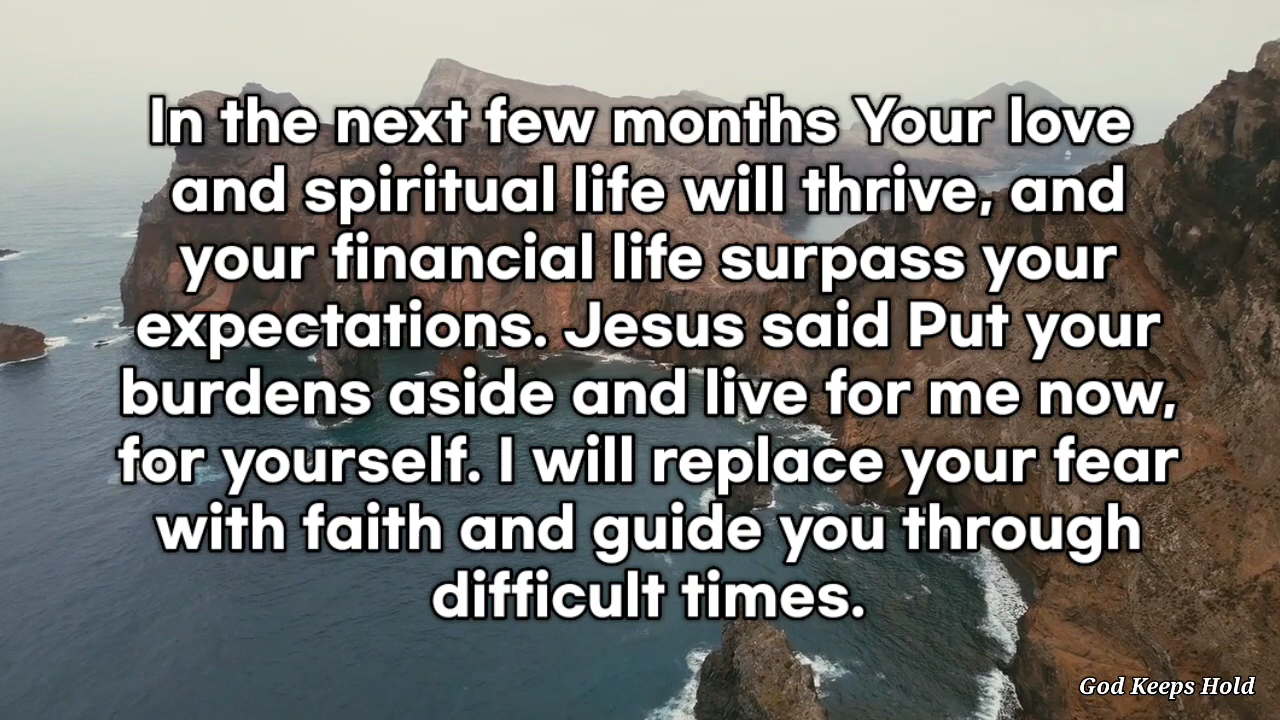 In the next few months Your love
and spiritual life will thrive, and
your financial life surpass your
expectations. Jesus said Put your
burdens aside and live for me now,
for yourself. I will replace your fear
with faith and guide you through
difficult times.
God Keeps Hold